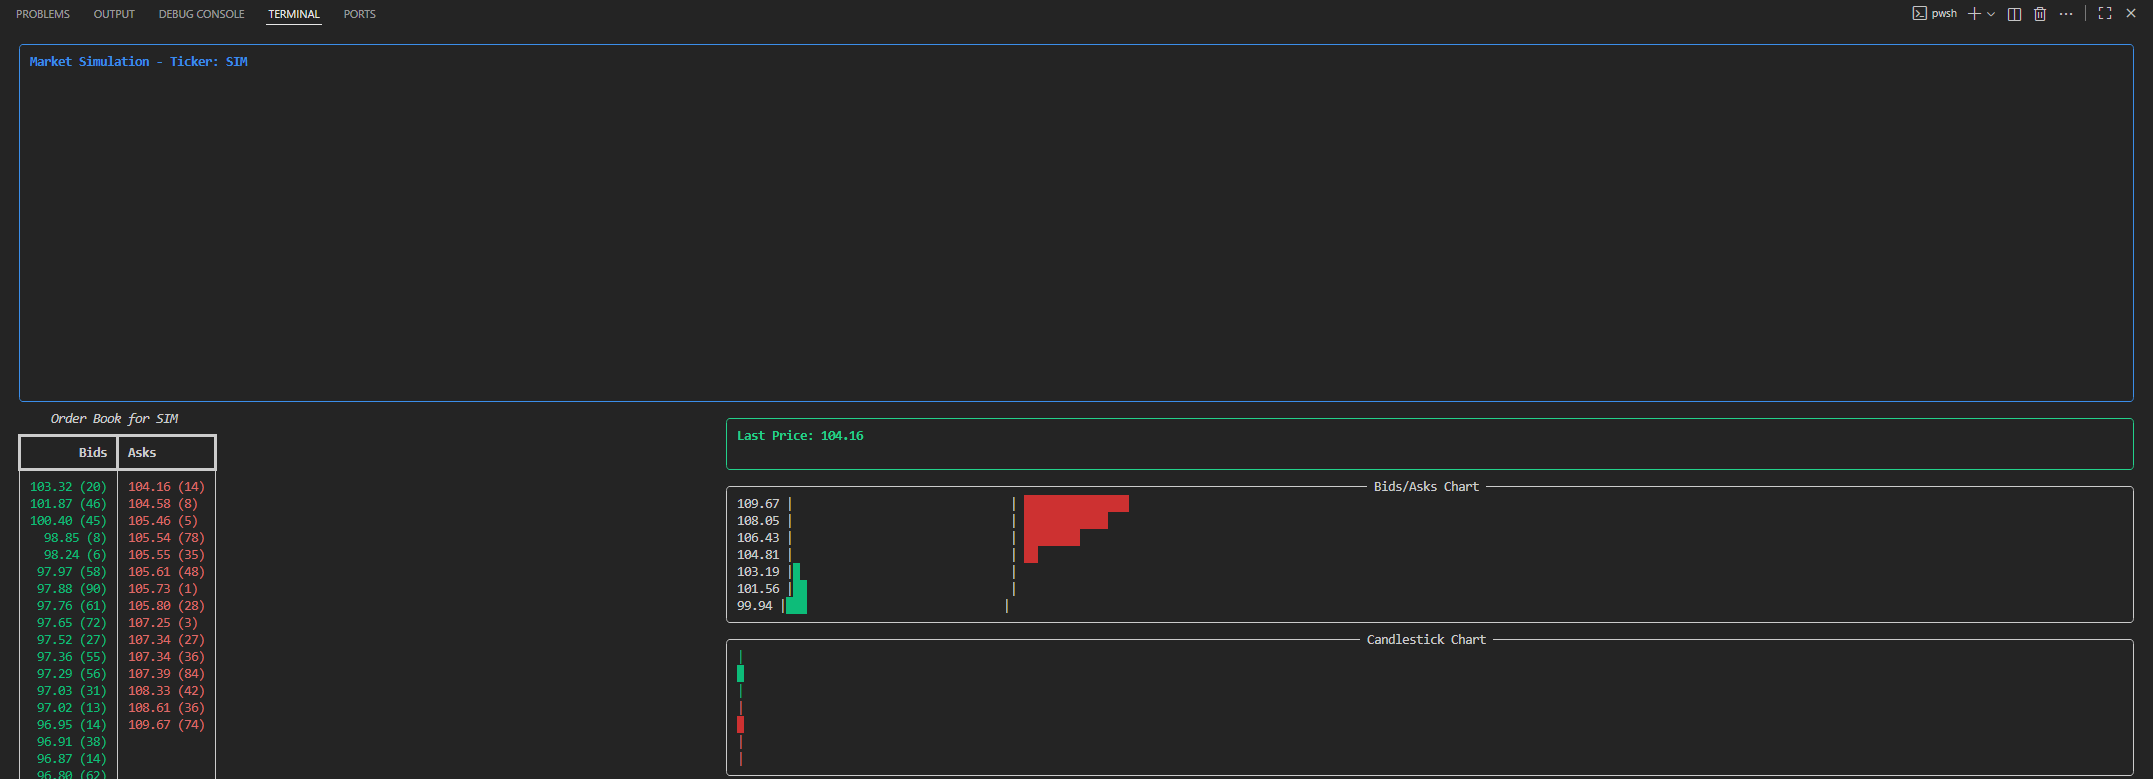 PROBLEMS OUTPUT DEBUG CONSOLE TERMINAL PORTS pwsh
Market Simulation - Ticker: SIM
Order Book for SIM
Bids Asks
103.32 (20) 104.16 (14)
101.87 (46) 104.58 (8)
100.40 (45) 105.46 (5)
98.85 (8) 105.54 (78)
98.24 (6) 105.55 (35)
97.97 (58) 105.61 (48)
97.88 (90) 105.73 (1)
97.76 (61) 105.80 (28)
97.65 (72) 107.25 (3)
97.52 (27) 107.34 (27)
97.36 (55) 107.34 (36)
97.29 (56) 107.39 (84)
97.03 (31) 108.33 (42)
97.02 (13) 108.61 (36)
96.95 (14) 109.67 (74)
96.91 (38)
96.87 (14)
96.80 (62)
Last Price: 104.16
Bids/Asks Chart
109.67
108.05
106.43
104.81
103.19
101.56
99.94
Candlestick Chart